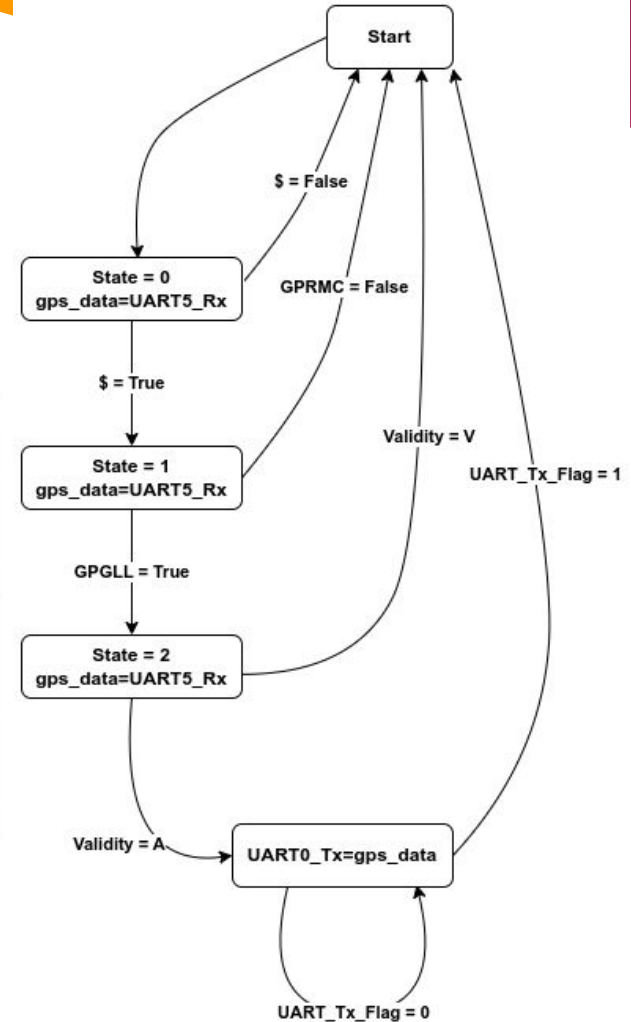 Start
$ = False
State = 0
gps_data=UART5_Rx
GPRMC = False
$ = True
Validity = V
State = 1
gps_data=UART5_Rx
UART_Tx_Flag = 1
GPGLL = True
State = 2
gps_data=UART5_Rx
Validity = A
UART0_Tx=gps_data
UART_Tx_Flag = 0